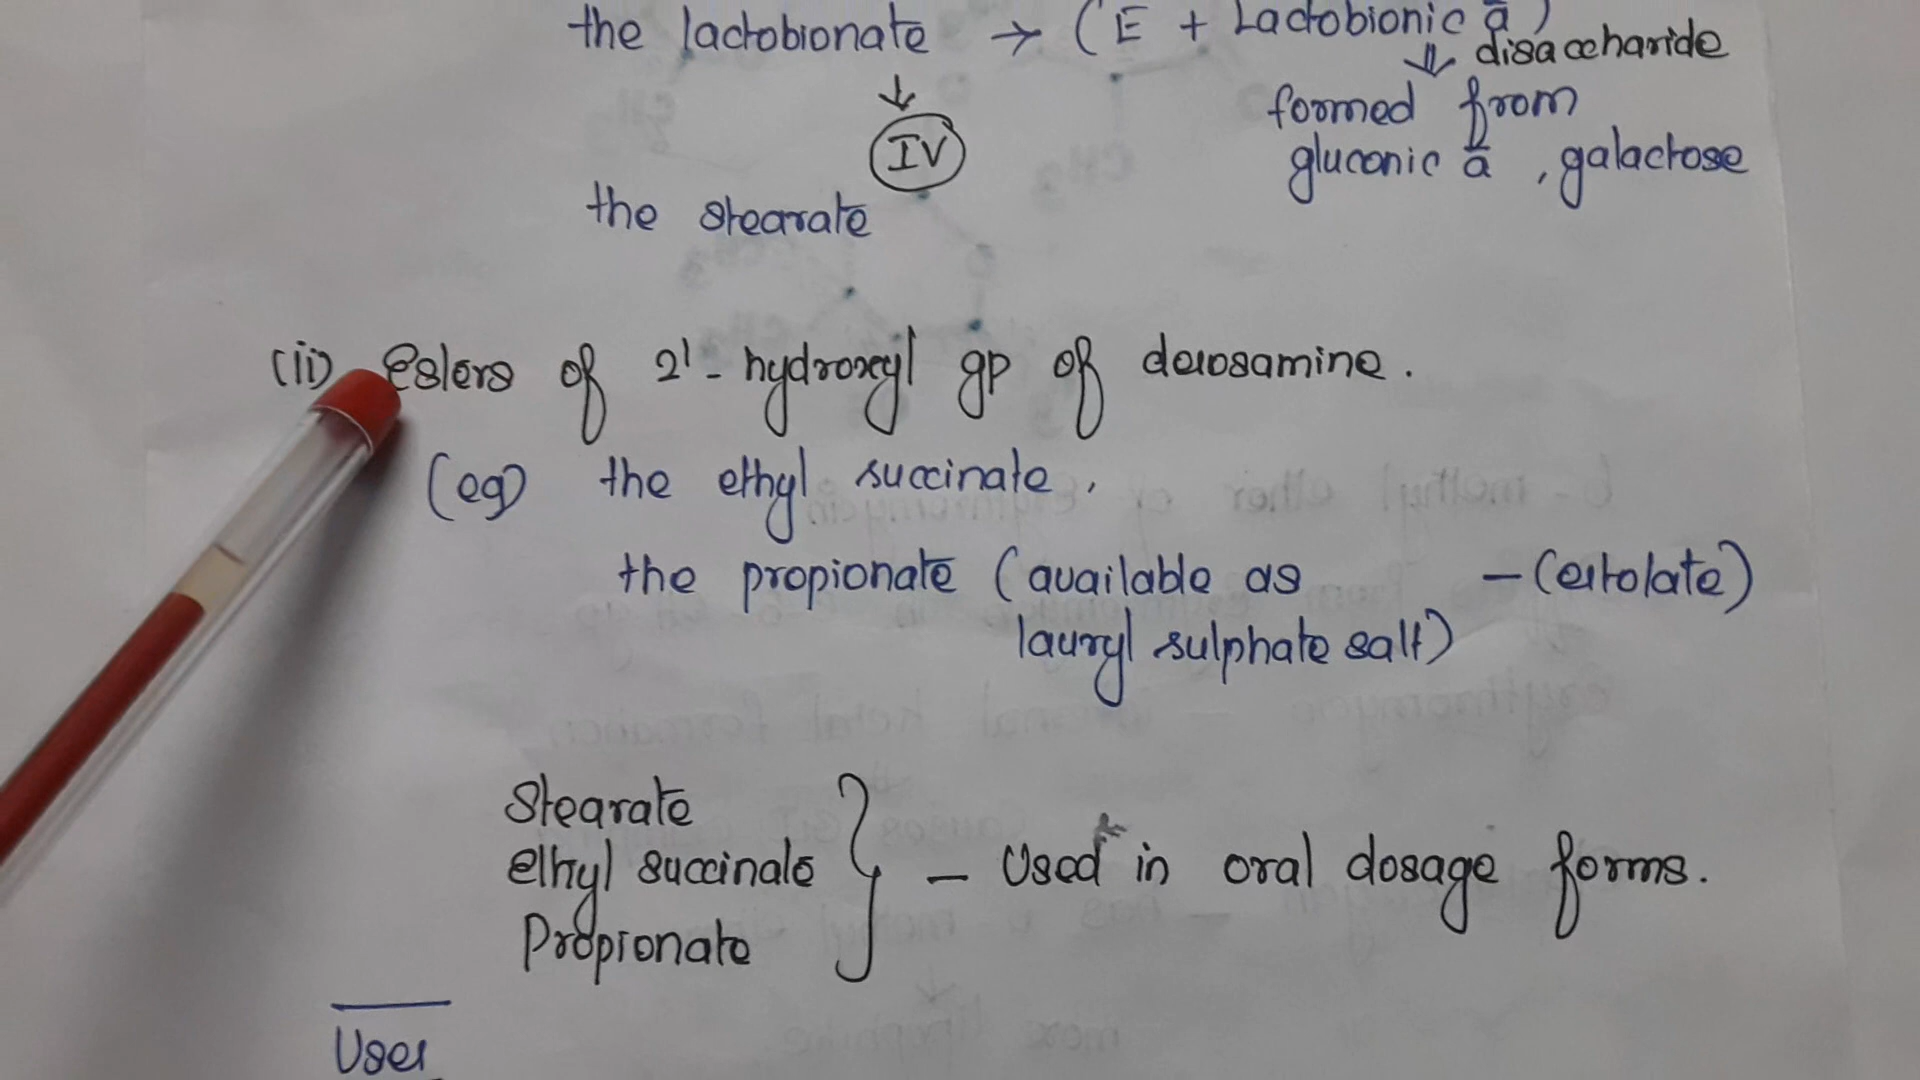 the lactobionate → (E + Lactobionic ā)
⇓ disaccharide
formed from
gluconic ā, galactose
↓
IV
the stearate
(ii) Esters of 2'- hydroxyl gp of desosamine.
(eg) the ethyl succinate,
the propionate (available as lauryl sulphate salt) - (estolate)
Stearate
ethyl succinate
Propionate
} - Used in oral dosage forms.
Uses